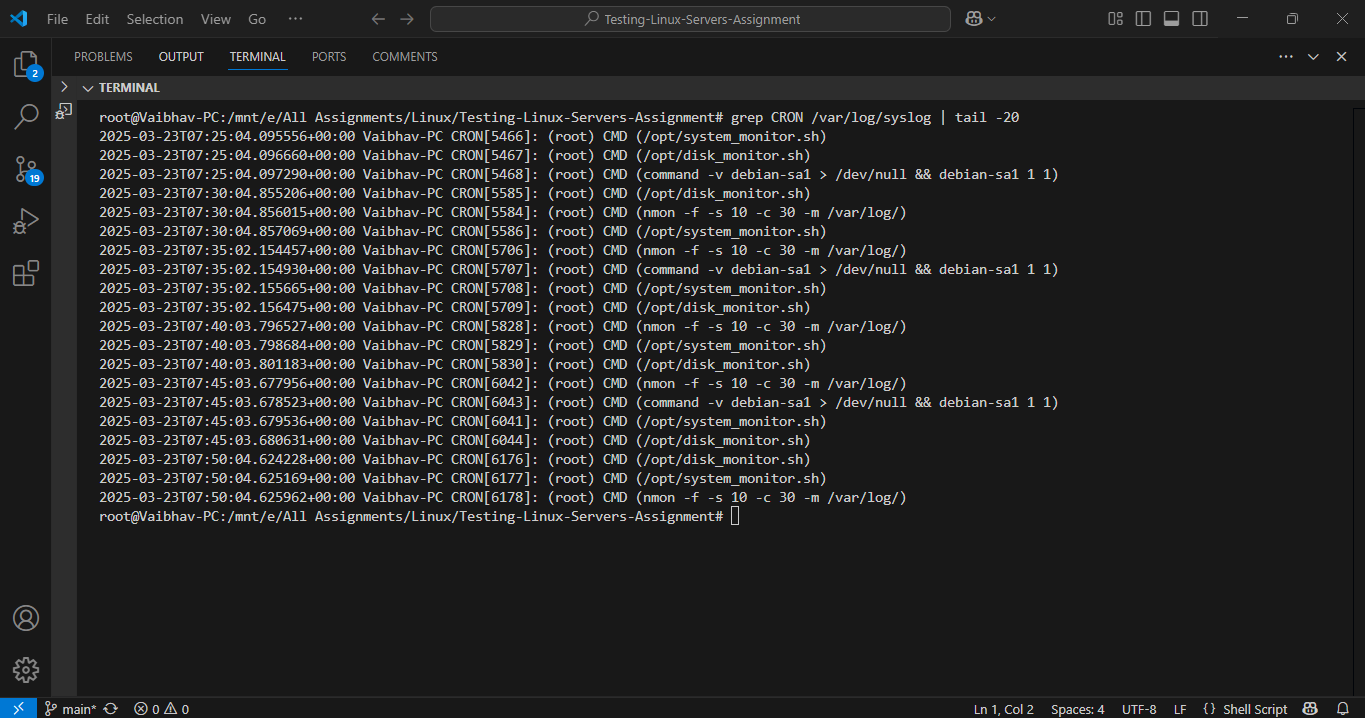 File Edit Selection View Go ··· Testing-Linux-Servers-Assignment
PROBLEMS OUTPUT TERMINAL PORTS COMMENTS
2
TERMINAL
root@Vaibhav-PC:/mnt/e/All Assignments/Linux/Testing-Linux-Servers-Assignment# grep CRON /var/log/syslog | tail -20
2025-03-23T07:25:04.095556+00:00 Vaibhav-PC CRON[5466]: (root) CMD (/opt/system_monitor.sh)
2025-03-23T07:25:04.096660+00:00 Vaibhav-PC CRON[5467]: (root) CMD (/opt/disk_monitor.sh)
2025-03-23T07:25:04.097290+00:00 Vaibhav-PC CRON[5468]: (root) CMD (command -v debian-sa1 > /dev/null && debian-sa1 1 1)
2025-03-23T07:30:04.855206+00:00 Vaibhav-PC CRON[5585]: (root) CMD (/opt/disk_monitor.sh)
2025-03-23T07:30:04.856015+00:00 Vaibhav-PC CRON[5584]: (root) CMD (nmon -f -s 10 -c 30 -m /var/log/)
2025-03-23T07:30:04.857069+00:00 Vaibhav-PC CRON[5586]: (root) CMD (/opt/system_monitor.sh)
2025-03-23T07:35:02.154457+00:00 Vaibhav-PC CRON[5706]: (root) CMD (nmon -f -s 10 -c 30 -m /var/log/)
2025-03-23T07:35:02.154930+00:00 Vaibhav-PC CRON[5707]: (root) CMD (command -v debian-sa1 > /dev/null && debian-sa1 1 1)
2025-03-23T07:35:02.155665+00:00 Vaibhav-PC CRON[5708]: (root) CMD (/opt/system_monitor.sh)
2025-03-23T07:35:02.156475+00:00 Vaibhav-PC CRON[5709]: (root) CMD (/opt/disk_monitor.sh)
2025-03-23T07:40:03.796527+00:00 Vaibhav-PC CRON[5828]: (root) CMD (nmon -f -s 10 -c 30 -m /var/log/)
2025-03-23T07:40:03.798684+00:00 Vaibhav-PC CRON[5829]: (root) CMD (/opt/system_monitor.sh)
2025-03-23T07:40:03.801183+00:00 Vaibhav-PC CRON[5830]: (root) CMD (/opt/disk_monitor.sh)
2025-03-23T07:45:03.677956+00:00 Vaibhav-PC CRON[6042]: (root) CMD (nmon -f -s 10 -c 30 -m /var/log/)
2025-03-23T07:45:03.678523+00:00 Vaibhav-PC CRON[6043]: (root) CMD (command -v debian-sa1 > /dev/null && debian-sa1 1 1)
2025-03-23T07:45:03.679536+00:00 Vaibhav-PC CRON[6041]: (root) CMD (/opt/system_monitor.sh)
2025-03-23T07:45:03.680631+00:00 Vaibhav-PC CRON[6044]: (root) CMD (/opt/disk_monitor.sh)
2025-03-23T07:50:04.624228+00:00 Vaibhav-PC CRON[6176]: (root) CMD (/opt/disk_monitor.sh)
2025-03-23T07:50:04.625169+00:00 Vaibhav-PC CRON[6177]: (root) CMD (/opt/system_monitor.sh)
2025-03-23T07:50:04.625962+00:00 Vaibhav-PC CRON[6178]: (root) CMD (nmon -f -s 10 -c 30 -m /var/log/)
root@Vaibhav-PC:/mnt/e/All Assignments/Linux/Testing-Linux-Servers-Assignment#
19
main* 0 0 Ln 1, Col 2 Spaces: 4 UTF-8 LF {} Shell Script